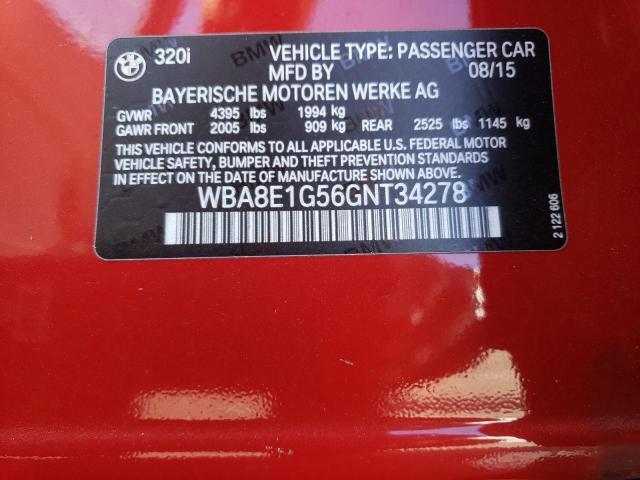 320i VEHICLE TYPE: PASSENGER CAR
MFD BY 08/15
BAYERISCHE MOTOREN WERKE AG
GVWR 4395 lbs 1994 kg
GAWR FRONT 2005 lbs 909 kg REAR 2525 lbs 1145 kg
THIS VEHICLE CONFORMS TO ALL APPLICABLE U.S. FEDERAL MOTOR
VEHICLE SAFETY, BUMPER AND THEFT PREVENTION STANDARDS IN EFFECT
ON THE DATE OF MANUFACTURE SHOWN ABOVE.
WBA8E1G56GNT34278
2 122 606